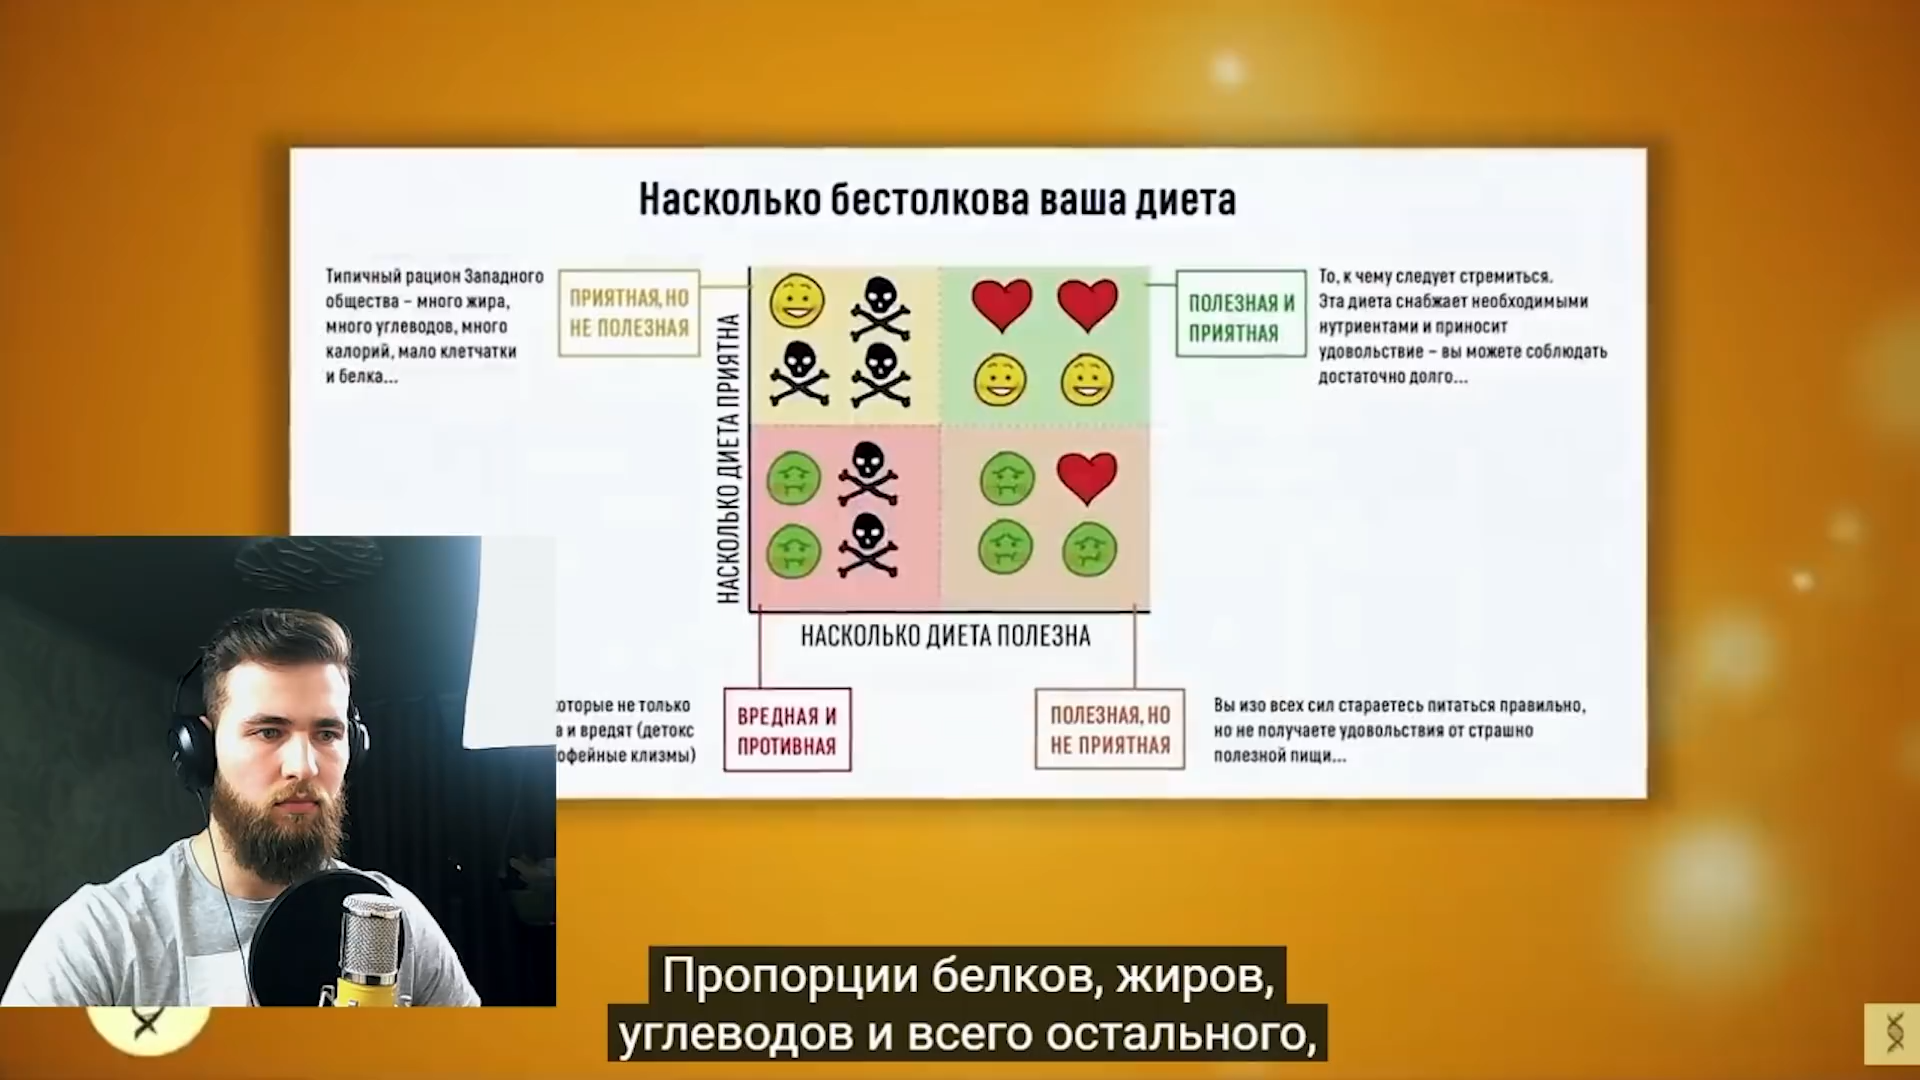 Насколько бестолкова ваша диета
Типичный рацион Западного
общества – много жира,
много углеводов, много
калорий, мало клетчатки
и белка...
ПРИЯТНАЯ, НО
НЕ ПОЛЕЗНАЯ
НАСКОЛЬКО ДИЕТА ПРИЯТНА
ПОЛЕЗНАЯ И
ПРИЯТНАЯ
То, к чему следует стремиться.
Эта диета снабжает необходимыми
нутриентами и приносит
удовольствие – вы можете соблюдать
достаточно долго...
НАСКОЛЬКО ДИЕТА ПОЛЕЗНА
не только
и вредят (детокс
клизмы)
ВРЕДНАЯ И
ПРОТИВНАЯ
ПОЛЕЗНАЯ, НО
НЕ ПРИЯТНАЯ
Вы изо всех сил стараетесь питаться правильно,
но не получаете удовольствия от страшно
полезной пищи...
Пропорции белков, жиров,
углеводов и всего остального,